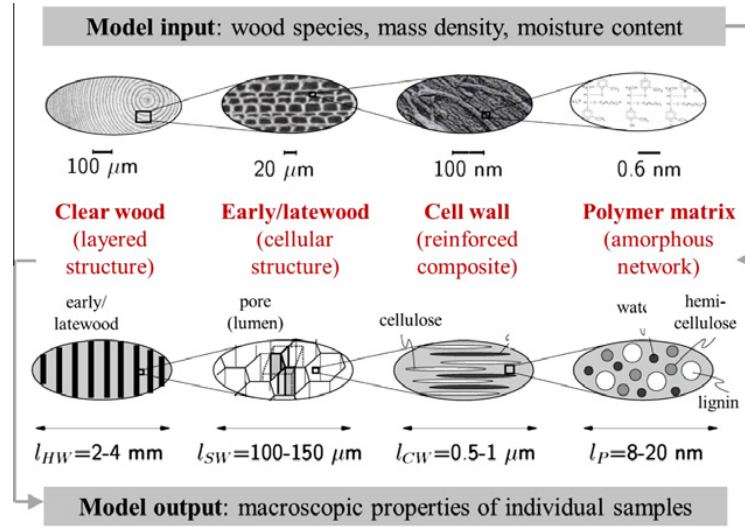 Model input: wood species, mass density, moisture content
100 μm
20 μm
100 nm
0.6 nm
Clear wood
(layered
structure)
Early/latewood
(cellular
structure)
Cell wall
(reinforced
composite)
Polymer matrix
(amorphous
network)
early/
latewood
pore
(lumen)
cellulose
hemi-
cellulose
lignin
l_HW=2-4 mm
l_SW=100-150 μm
l_CW=0.5-1 μm
l_P=8-20 nm
Model output: macroscopic properties of individual samples